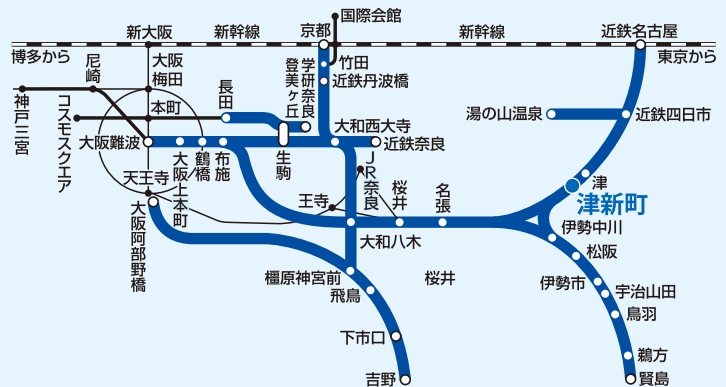 国際会館
新大阪
新幹線
京都
新幹線
近鉄名古屋
博多から
東京から
尼崎
大阪梅田
竹田
学研奈良登美ヶ丘
近鉄丹波橋
長田
本町
神戸三宮
コスモスクエア
湯の山温泉
近鉄四日市
大阪難波
大和西大寺
近鉄奈良
大阪上本町
鶴橋
布施
生駒
JR奈良
天王寺
王寺
桜井
名張
津
津新町
大阪阿部野橋
大和八木
伊勢中川
松阪
橿原神宮前
桜井
伊勢市
宇治山田
飛鳥
鳥羽
下市口
鵜方
吉野
賢島